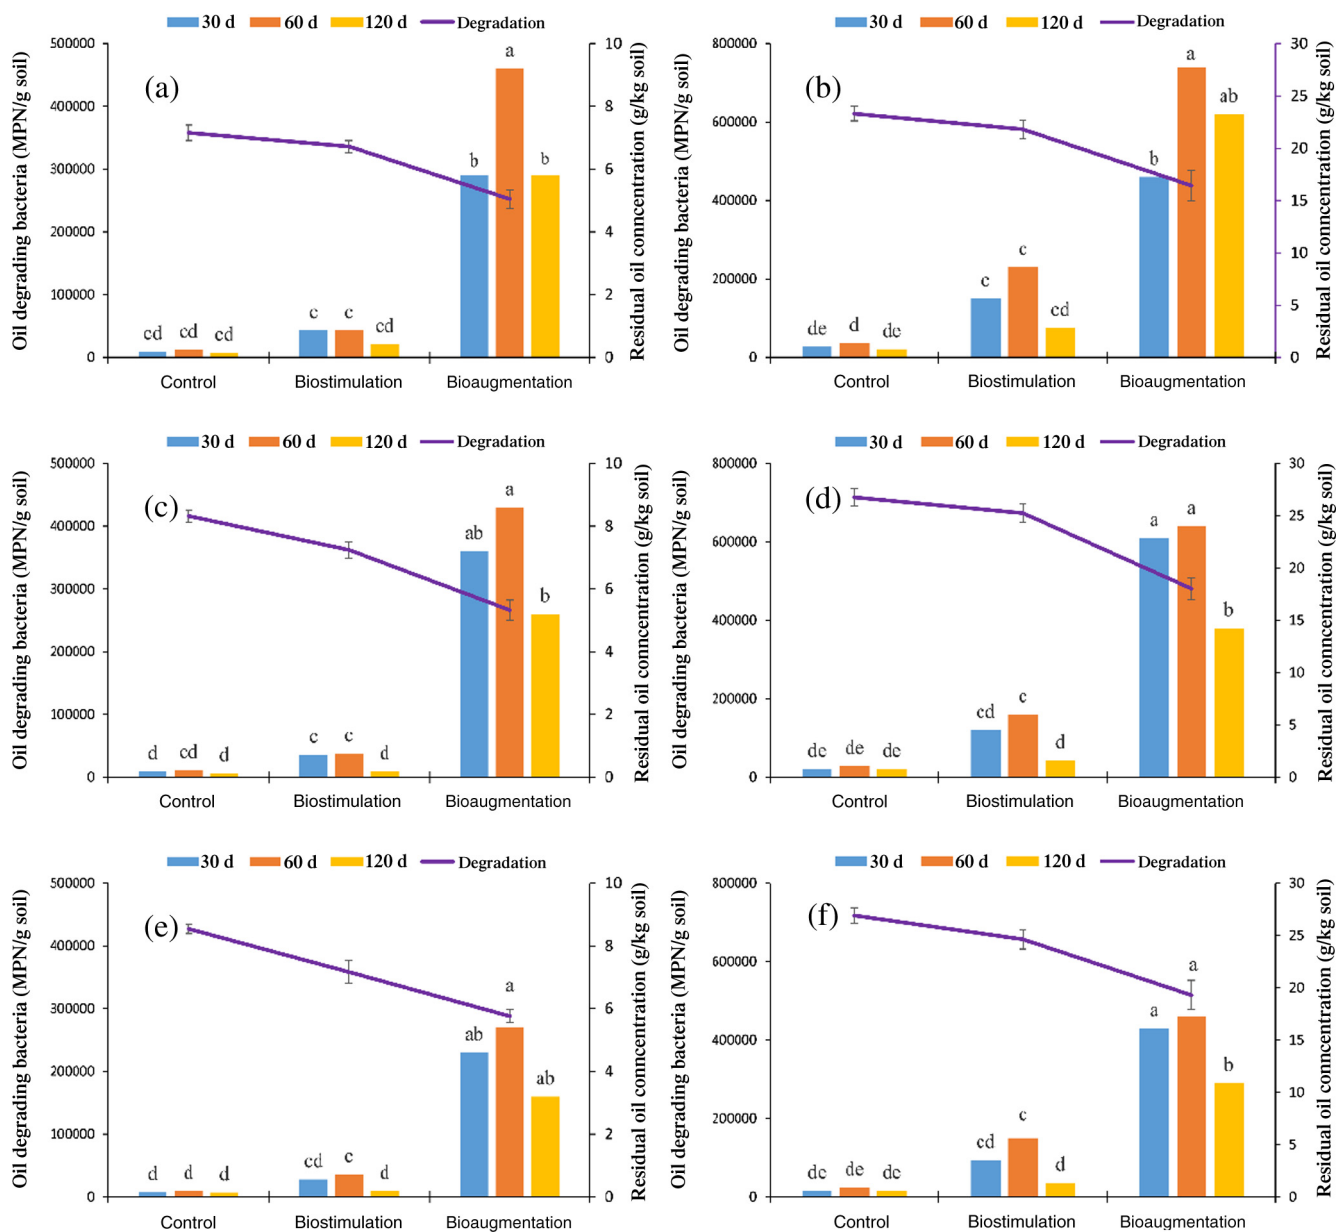 30 d 60 d 120 d Degradation
(a)
Oil degrading bacteria (MPN/g soil)
500000
400000
300000
200000
100000
0
10
8
6
4
2
0
Residual oil conncentration (g/kg soil)
cd cd cd
c c cd
b a b
Control Biostimulation Bioaugmentation
30 d 60 d 120 d Degradation
(b)
Oil degrading bacteria (MPN/g soil)
800000
600000
400000
200000
0
30
25
20
15
10
5
0
Residual oil conncentration (g/kg soil)
de d de
c c cd
b a ab
Control Biostimulation Bioaugmentation
30 d 60 d 120 d Degradation
(c)
Oil degrading bacteria (MPN/g soil)
500000
400000
300000
200000
100000
0
10
8
6
4
2
0
Residual oil conncentration (g/kg soil)
d cd d
c c d
ab a b
Control Biostimulation Bioaugmentation
30 d 60 d 120 d Degradation
(d)
Oil degrading bacteria (MPN/g soil)
800000
600000
400000
200000
0
30
25
20
15
10
5
0
Residual oil conncentration (g/kg soil)
de de de
cd c d
a a b
Control Biostimulation Bioaugmentation
30 d 60 d 120 d Degradation
(e)
Oil degrading bacteria (MPN/g soil)
500000
400000
300000
200000
100000
0
10
8
6
4
2
0
Residual oil conncentration (g/kg soil)
d d d
cd c d
ab a ab
Control Biostimulation Bioaugmentation
30 d 60 d 120 d Degradation
(f)
Oil degrading bacteria (MPN/g soil)
800000
600000
400000
200000
0
30
25
20
15
10
5
0
Residual oil conncentration (g/kg soil)
de de de
cd c d
a a b
Control Biostimulation Bioaugmentation